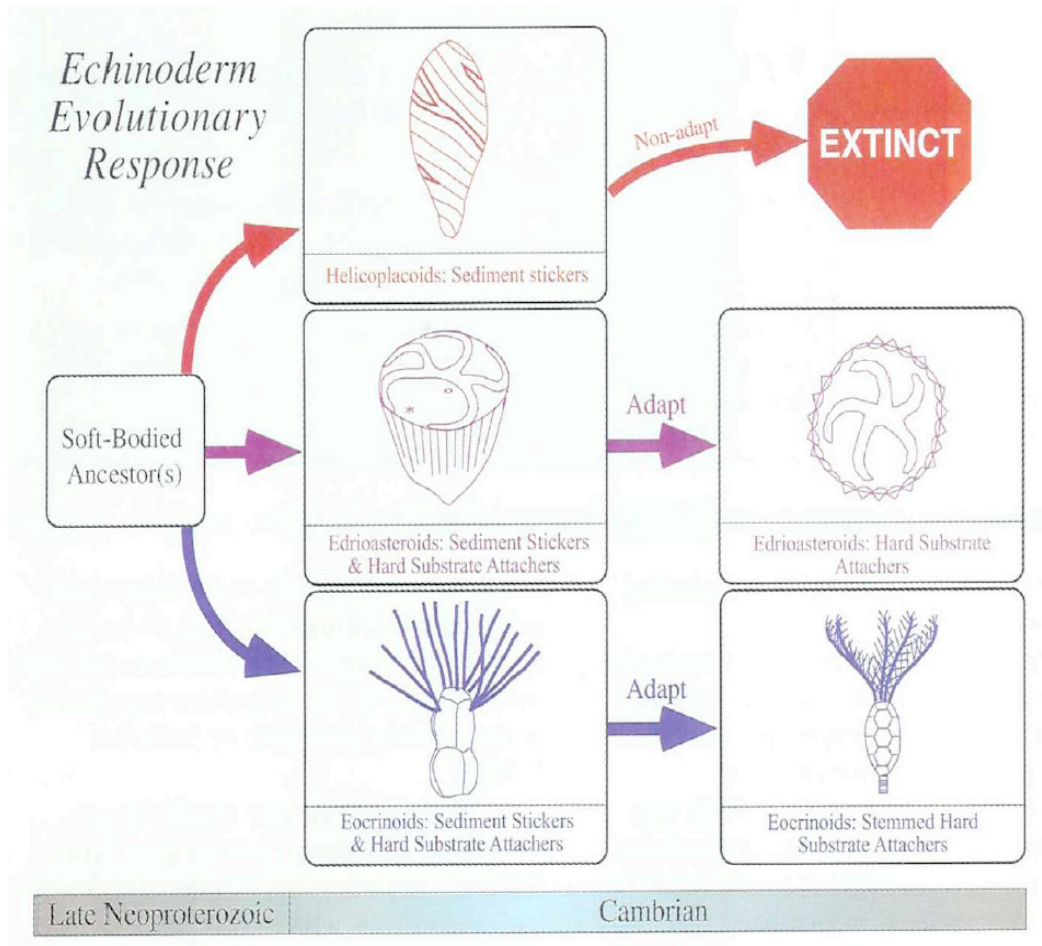 Echinoderm
Evolutionary
Response
Non-adapt
EXTINCT
Helicoplacoids: Sediment stickers
Soft-Bodied
Ancestor(s)
Adapt
Edrioasteroids: Sediment Stickers
& Hard Substrate Attachers
Edrioasteroids: Hard Substrate
Attachers
Adapt
Eocrinoids: Sediment Stickers
& Hard Substrate Attachers
Eocrinoids: Stemmed Hard
Substrate Attachers
Late Neoproterozoic
Cambrian